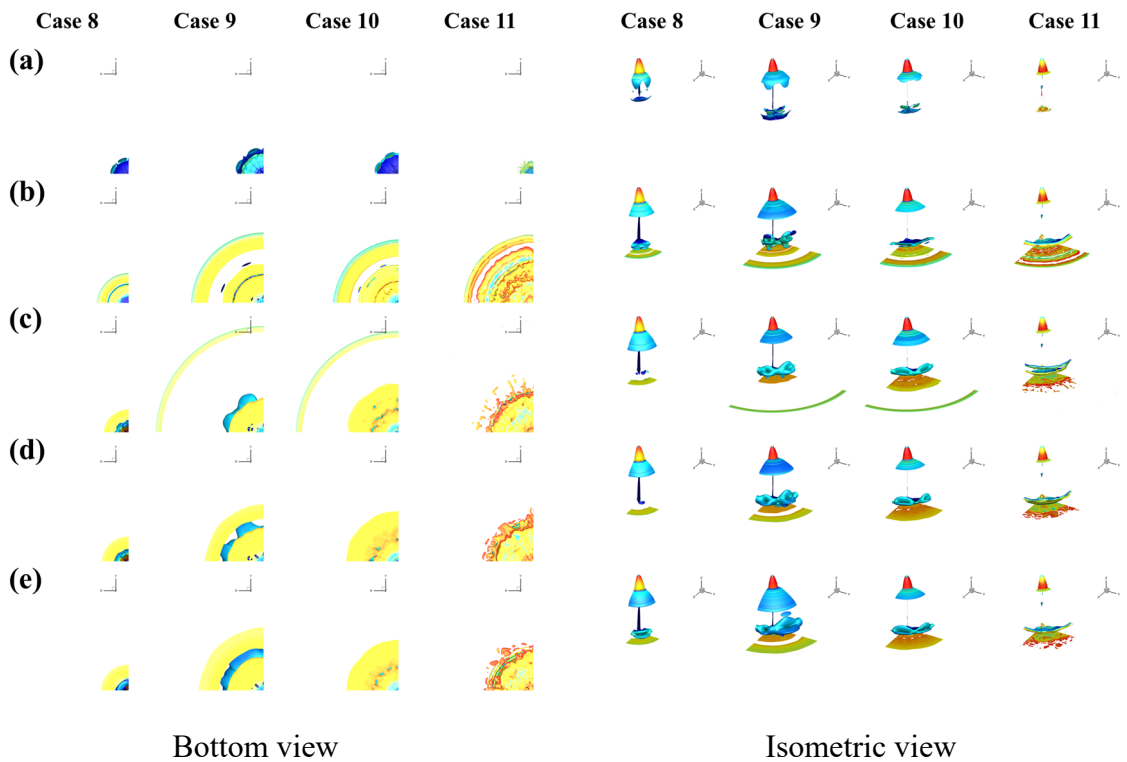 Case 8 Case 9 Case 10 Case 11 Case 8 Case 9 Case 10 Case 11
(a)
(b)
(c)
(d)
(e)
Bottom view Isometric view